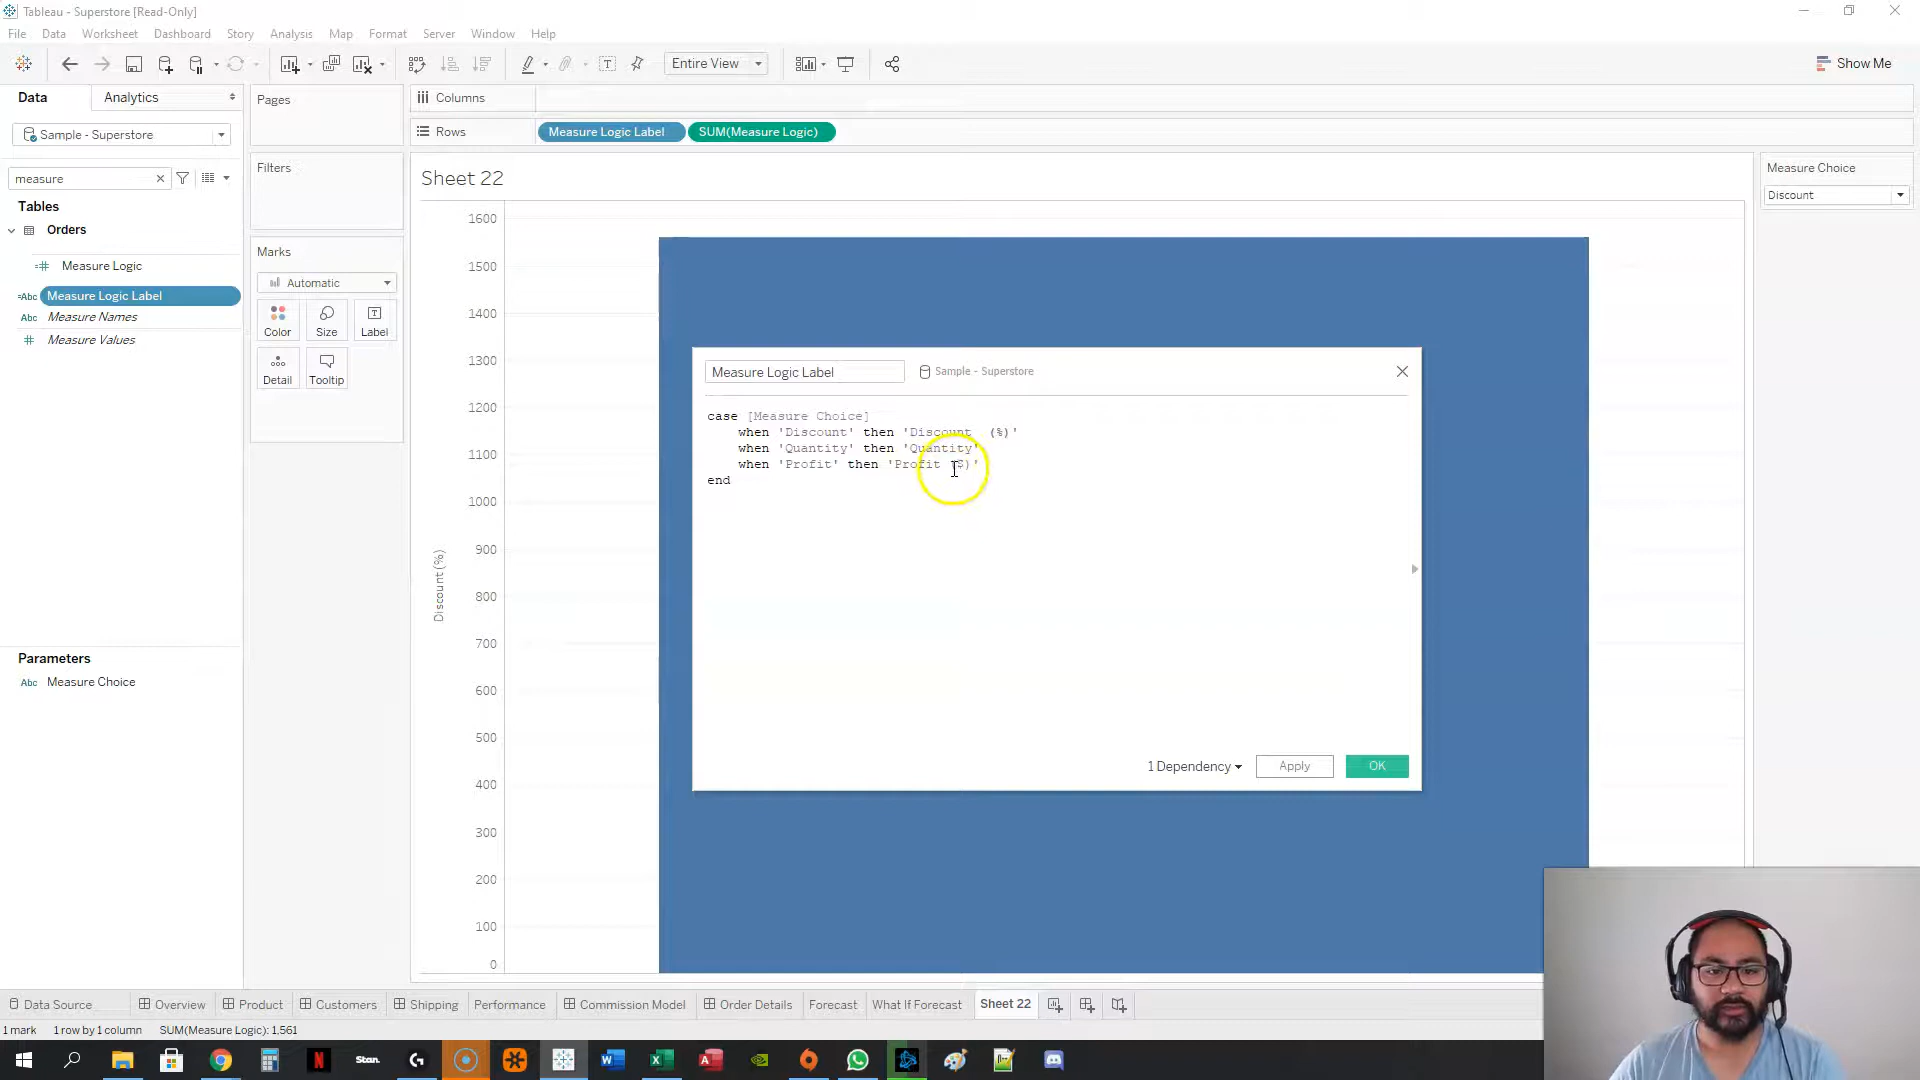 Tableau - Superstore [Read-Only]
File Data Worksheet Dashboard Story Analysis Map Format Server Window Help
Entire View
Show Me
Data
Analytics
Pages
Columns
Sample - Superstore
Rows
Measure Logic Label
SUM(Measure Logic)
measure
Filters
Sheet 22
Measure Choice
Discount
Tables
Orders
Measure Logic
Abc Measure Logic Label
Abc Measure Names
Measure Values
Marks
Automatic
Color
Size
Label
Detail
Tooltip
1600
1500
1400
1300
1200
1100
1000
900
800
700
600
500
400
300
200
100
0
Discount (%)
Measure Logic Label
Sample - Superstore
case [Measure Choice]
when 'Discount' then 'Discount  (%)'
when 'Quantity' then 'Quantity'
when 'Profit' then 'Profit ($)'
end
1 Dependency
Apply
OK
Parameters
Abc Measure Choice
Data Source
Overview
Product
Customers
Shipping
Performance
Commission Model
Order Details
Forecast
What If Forecast
Sheet 22
1 mark
1 row by 1 column
SUM(Measure Logic): 1,561
Stan.